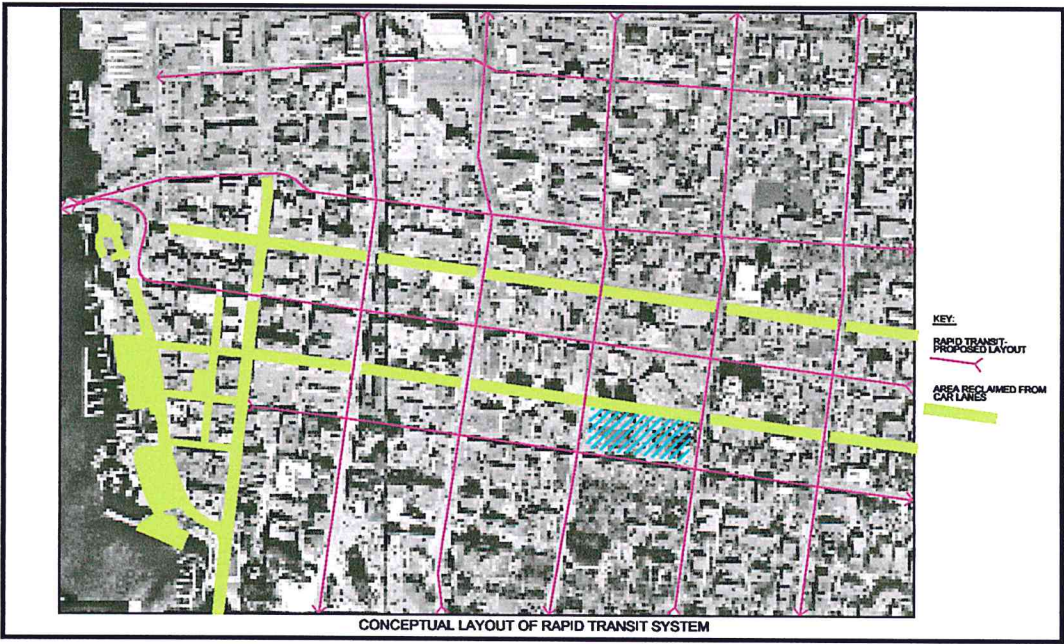 KEY:
RAPID TRANSIT-
PROPOSED LAYOUT
AREA RECLAIMED FROM
CAR LANES
CONCEPTUAL LAYOUT OF RAPID TRANSIT SYSTEM